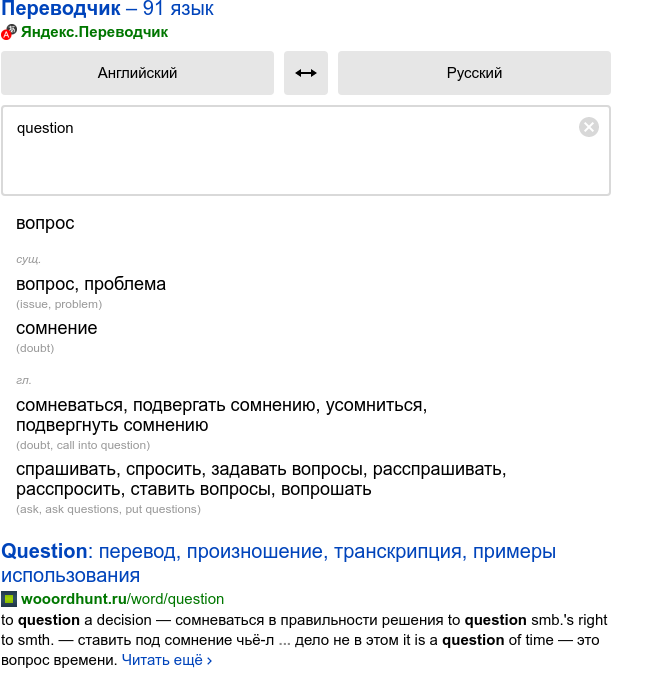 Переводчик – 91 язык
Яндекс.Переводчик
Английский
Русский
question
вопрос
сущ.
вопрос, проблема
(issue, problem)
сомнение
(doubt)
гл.
сомневаться, подвергать сомнению, усомниться,
подвергнуть сомнению
(doubt, call into question)
спрашивать, спросить, задавать вопросы, расспрашивать,
расспросить, ставить вопросы, вопрошать
(ask, ask questions, put questions)
Question: перевод, произношение, транскрипция, примеры
использования
wooordhunt.ru/word/question
to question a decision — сомневаться в правильности решения to question smb.'s right
to smth. — ставить под сомнение чьё-л ... дело не в этом it is a question of time — это
вопрос времени. Читать ещё ›